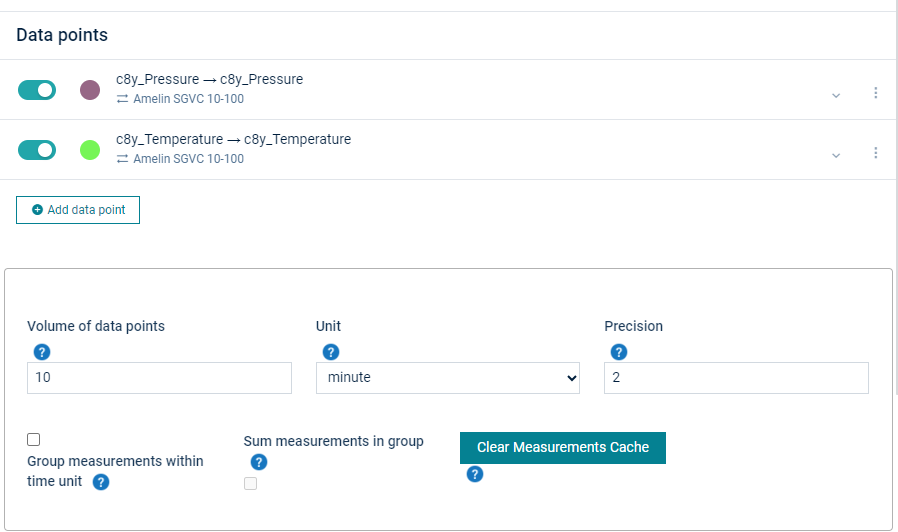 Data points
c8y_Pressure → c8y_Pressure
Amelin SGVC 10-100
c8y_Temperature → c8y_Temperature
Amelin SGVC 10-100
Add data point
Volume of data points
Unit
Precision
?
?
?
10
minute
2
Group measurements within
time unit ?
Sum measurements in group
?
Clear Measurements Cache
?